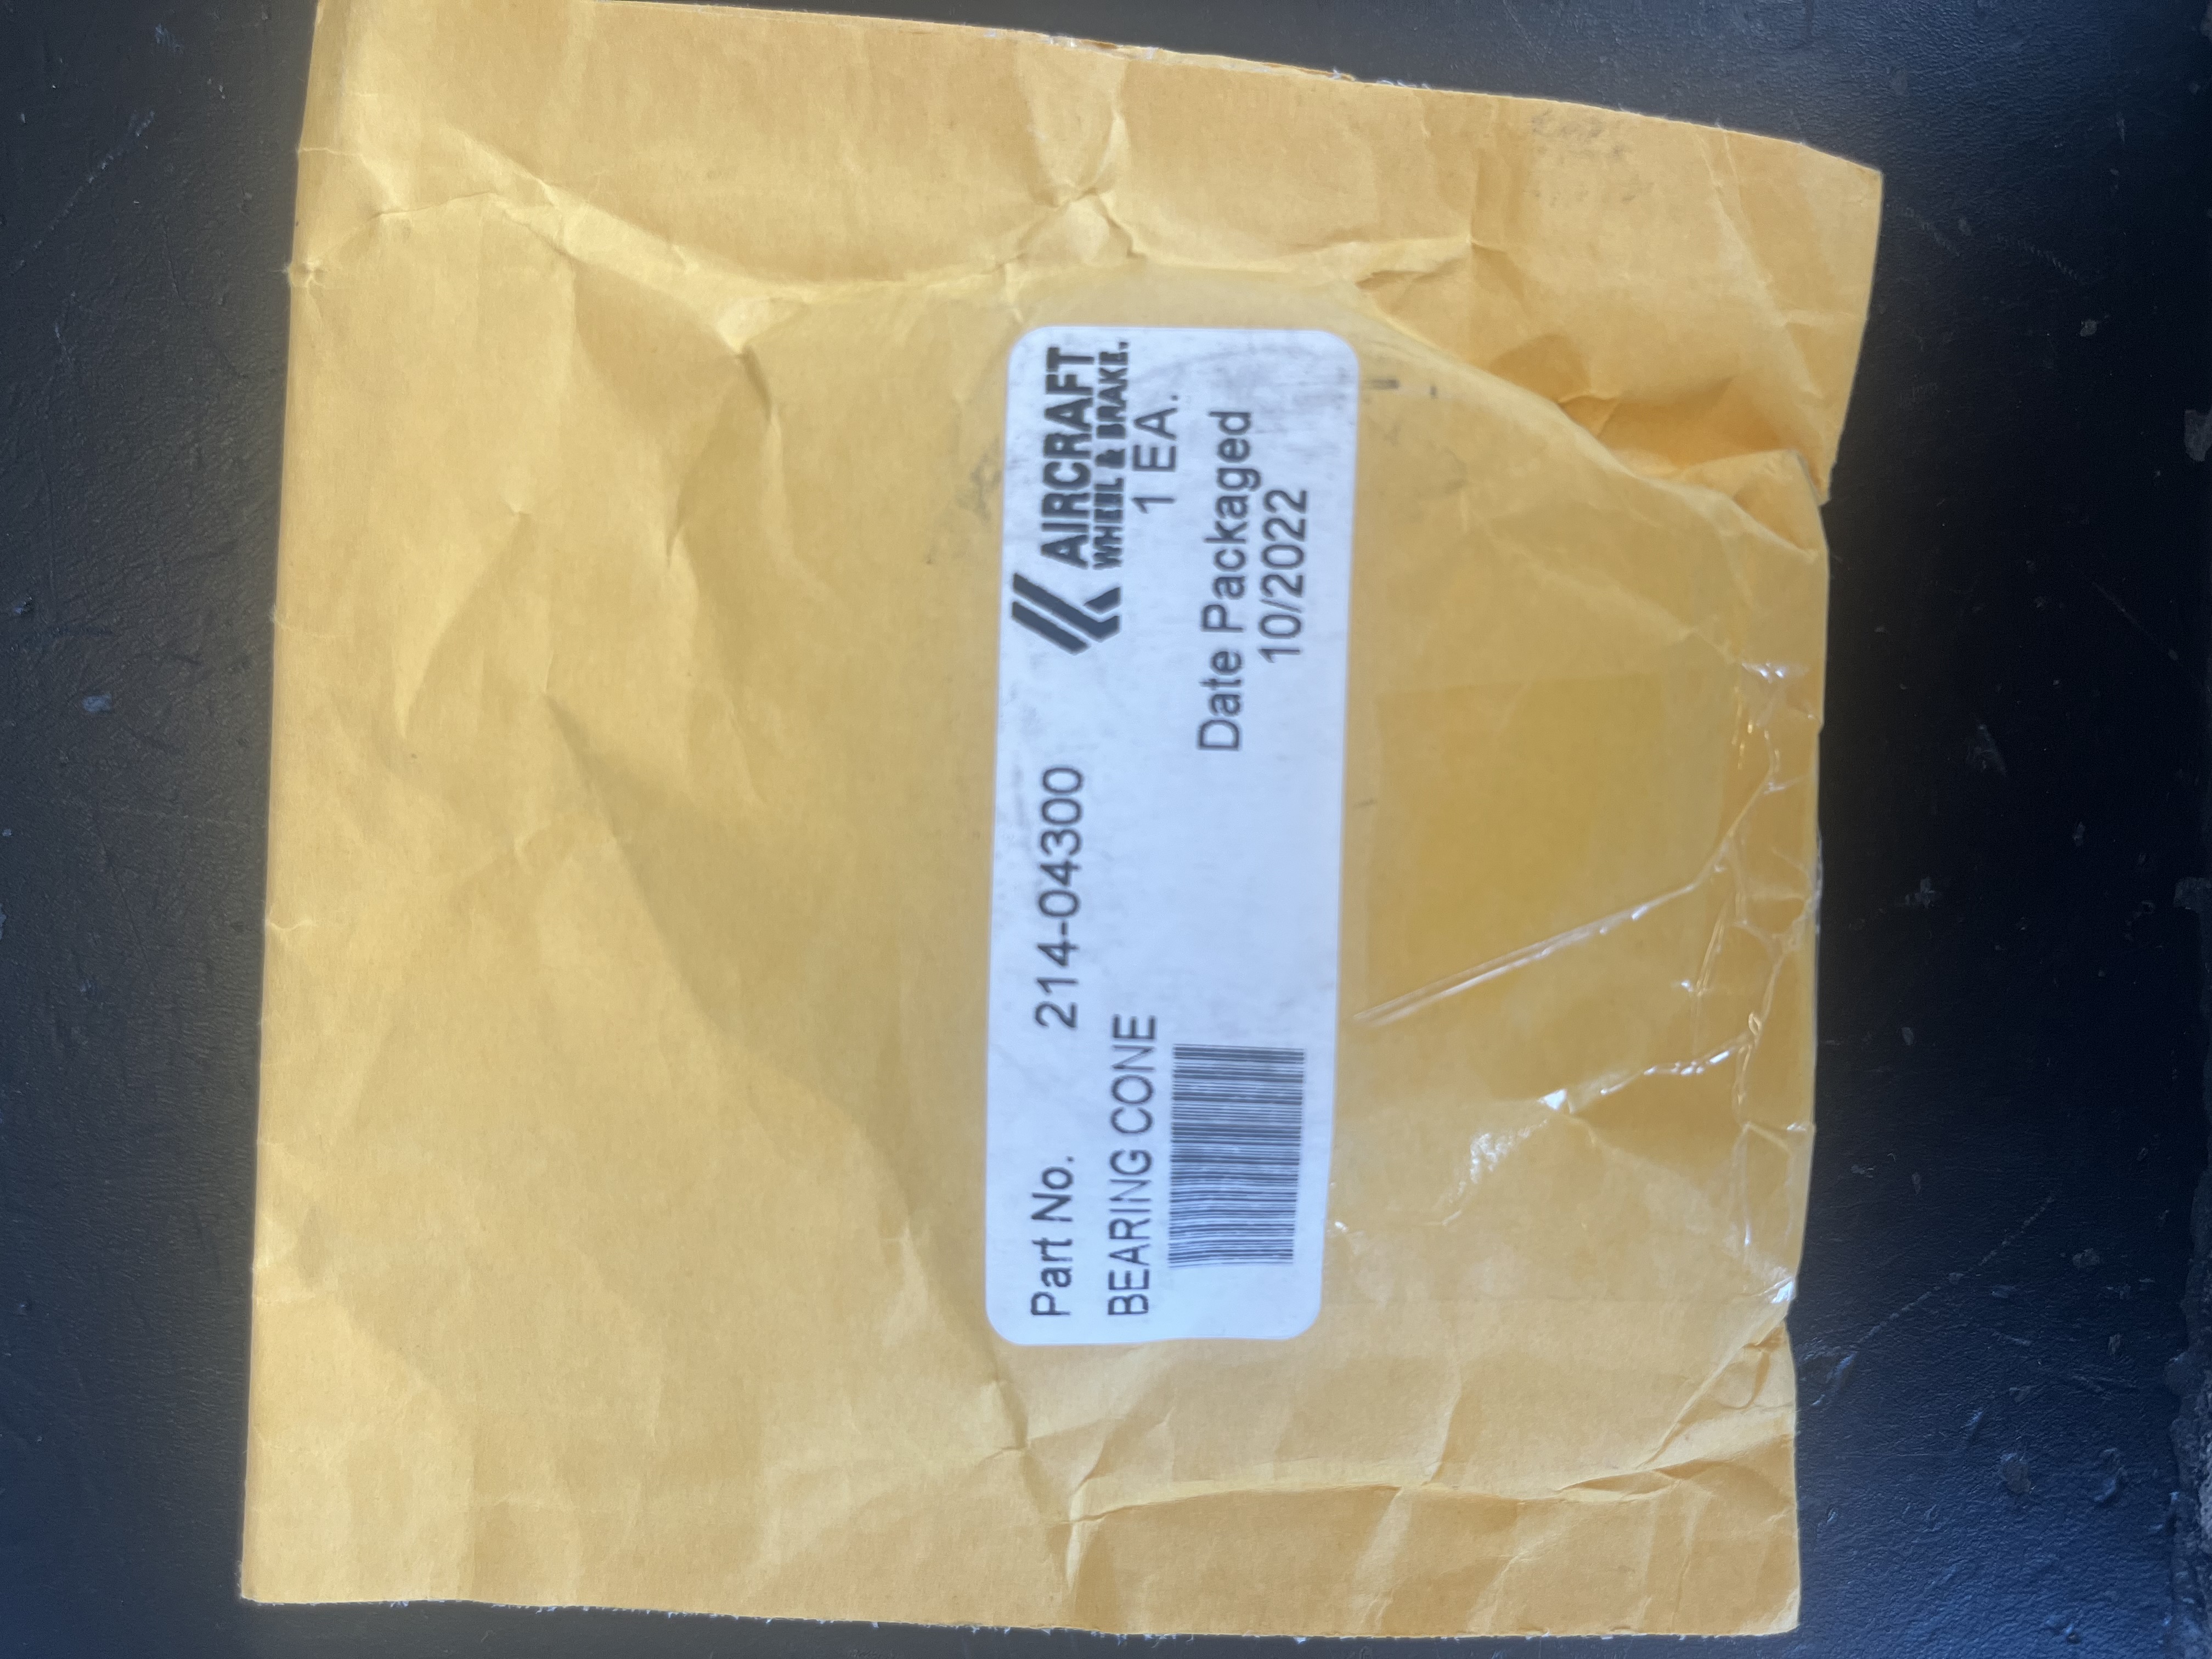 Part No. 214-04300
AIRCRAFT
WHEEL & BRAKE.
BEARING CONE
1 EA.
Date Packaged
10/2022